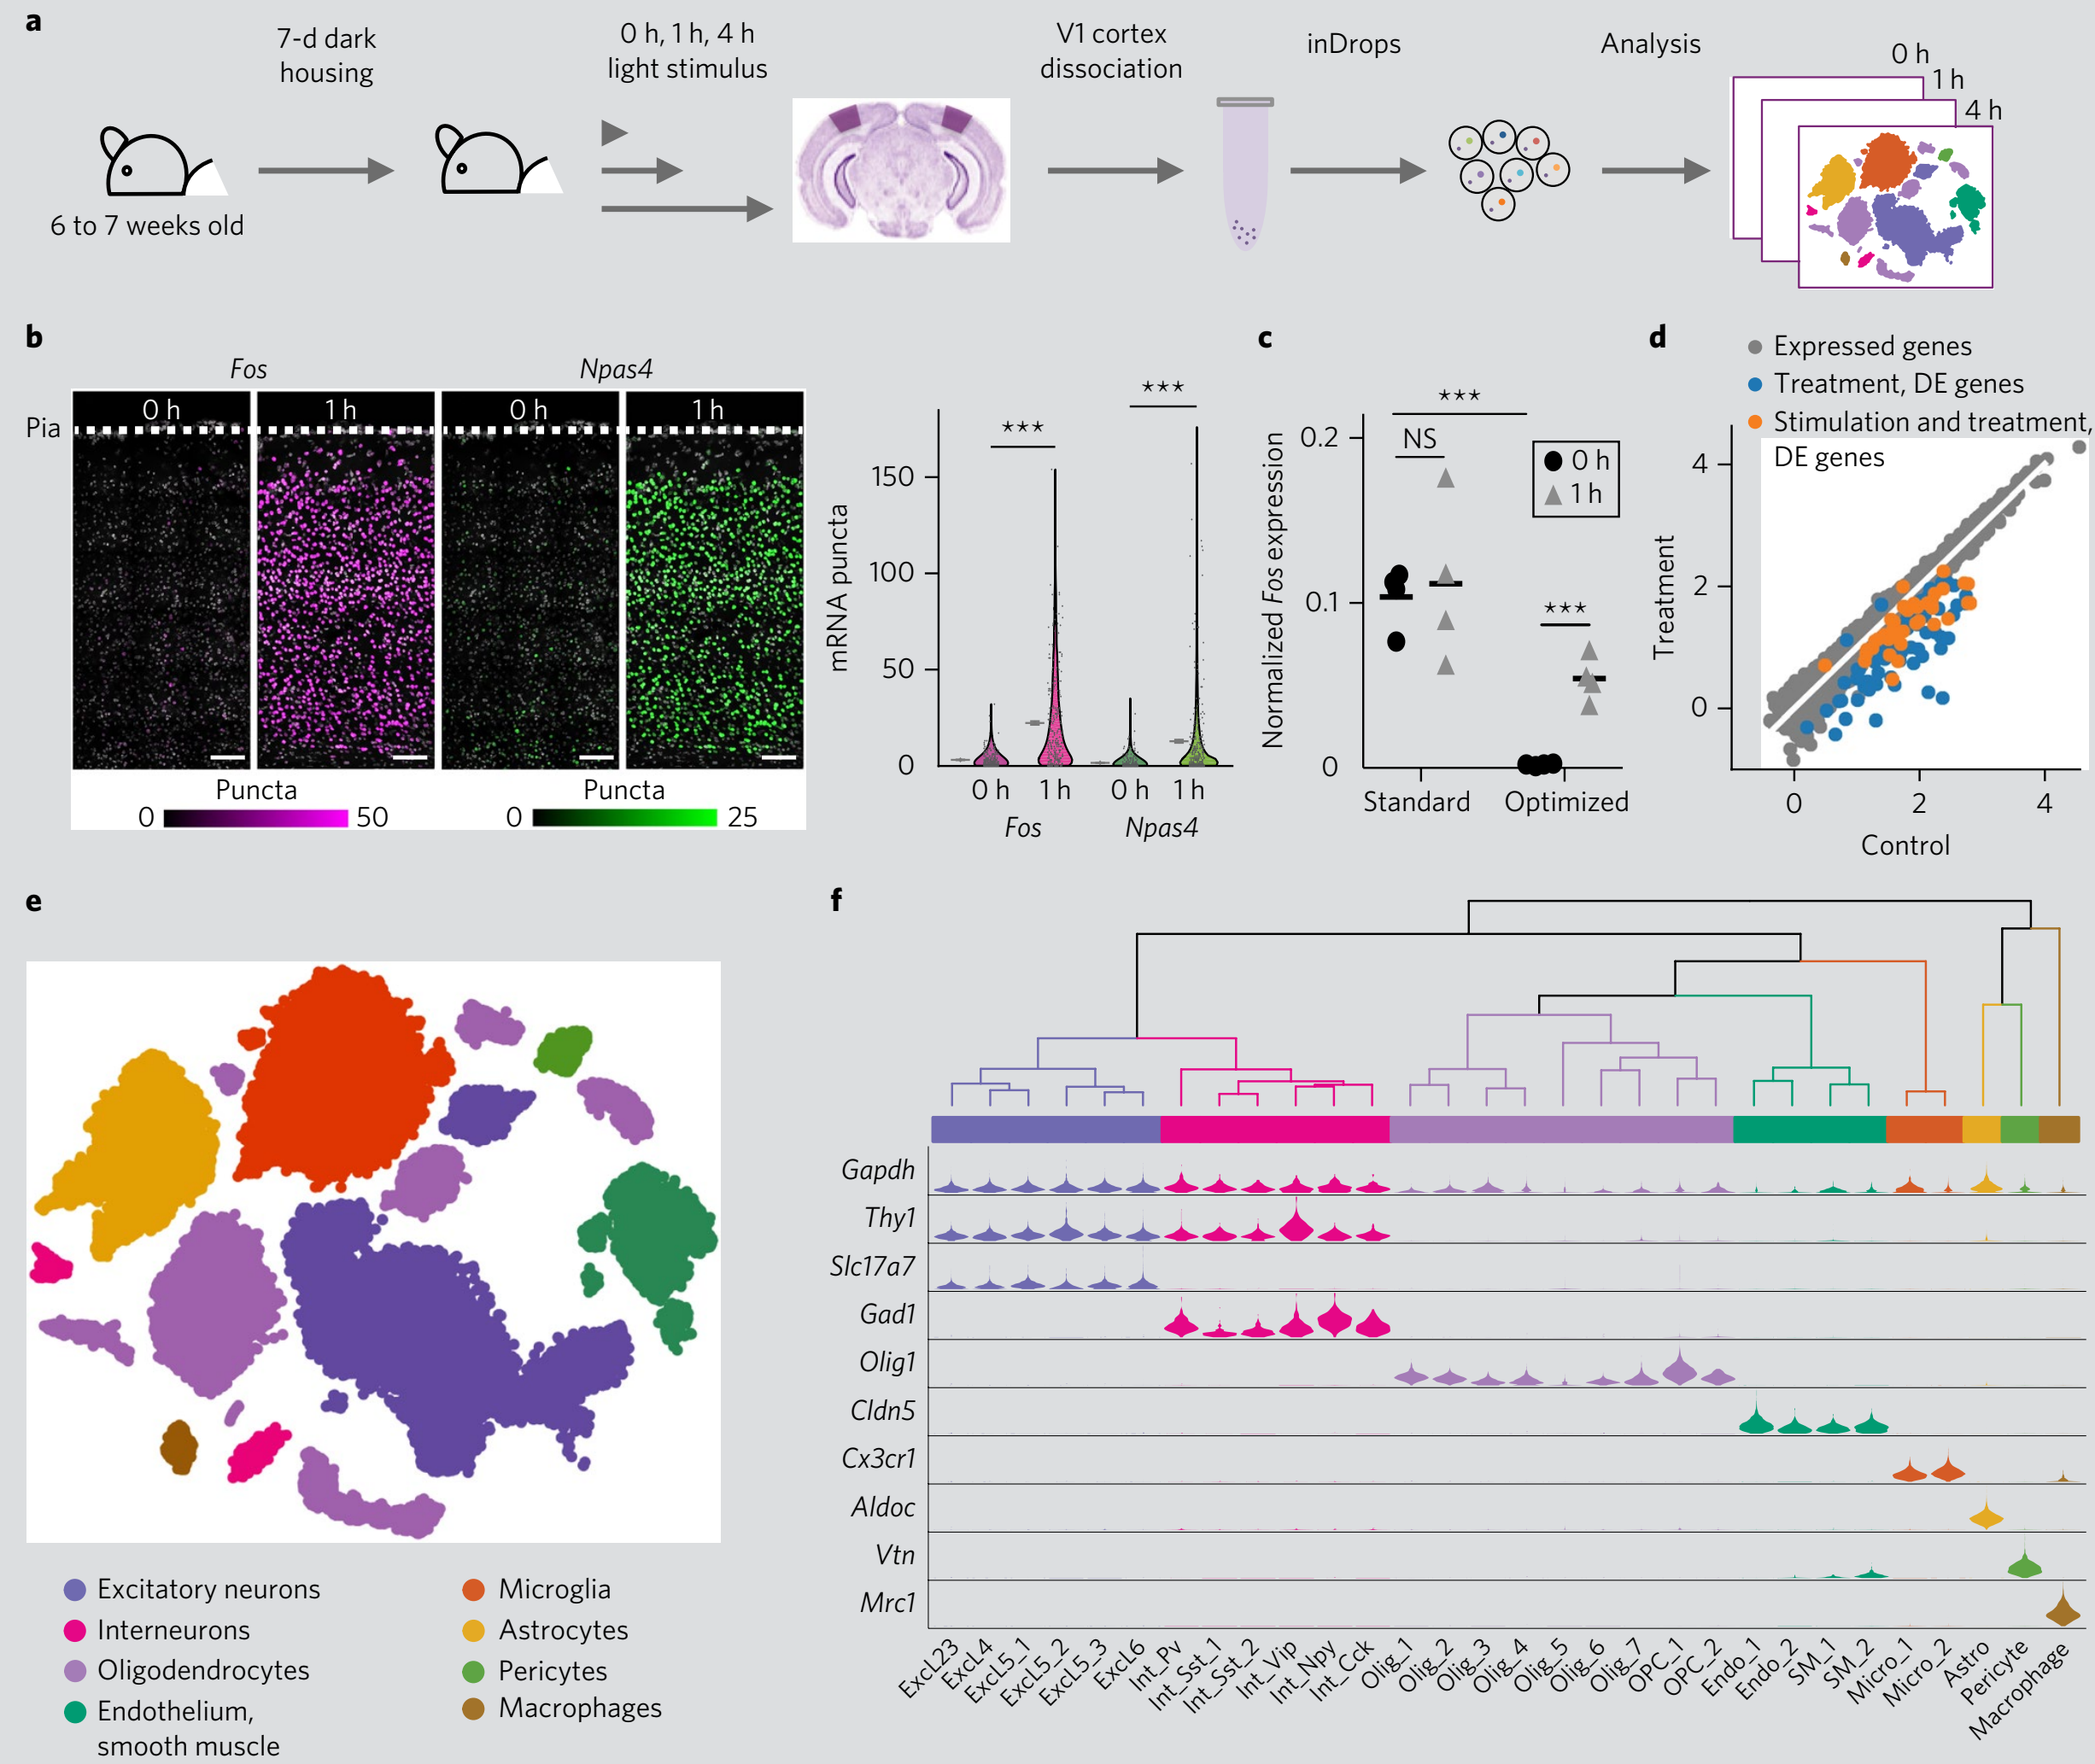 a
7-d dark
housing
0 h, 1 h, 4 h
light stimulus
V1 cortex
dissociation
inDrops
Analysis
0 h
1 h
4 h
6 to 7 weeks old
b
Fos
Npas4
0 h
1 h
0 h
1 h
Pia
Puncta
0
50
Puncta
0
25
mRNA puncta
150
100
50
0
***
***
0 h
1 h
0 h
1 h
Fos
Npas4
c
Normalized Fos expression
0.2
0.1
0
***
NS
***
0 h
1 h
Standard
Optimized
d
Expressed genes
Treatment, DE genes
Stimulation and treatment,
DE genes
Treatment
4
2
0
0
2
4
Control
e
Excitatory neurons
Interneurons
Oligodendrocytes
Endothelium,
smooth muscle
Microglia
Astrocytes
Pericytes
Macrophages
f
Gapdh
Thy1
Slc17a7
Gad1
Olig1
Cldn5
Cx3cr1
Aldoc
Vtn
Mrc1
ExcL23
ExcL4
ExcL5_1
ExcL5_2
ExcL5_3
ExcL6
Int_Pv
Int_Sst_1
Int_Sst_2
Int_Vip
Int_Npy
Int_Cck
Olig_1
Olig_2
Olig_3
Olig_4
Olig_5
Olig_6
Olig_7
OPC_1
OPC_2
Endo_1
Endo_2
SM_1
SM_2
Micro_1
Micro_2
Astro
Pericyte
Macrophage